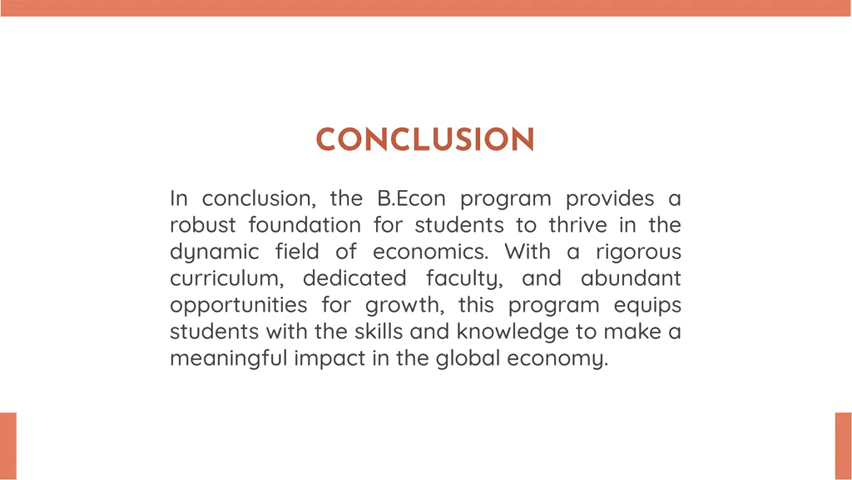 CONCLUSION
In conclusion, the B.Econ program provides a
robust foundation for students to thrive in the
dynamic field of economics. With a rigorous
curriculum, dedicated faculty, and abundant
opportunities for growth, this program equips
students with the skills and knowledge to make a
meaningful impact in the global economy.